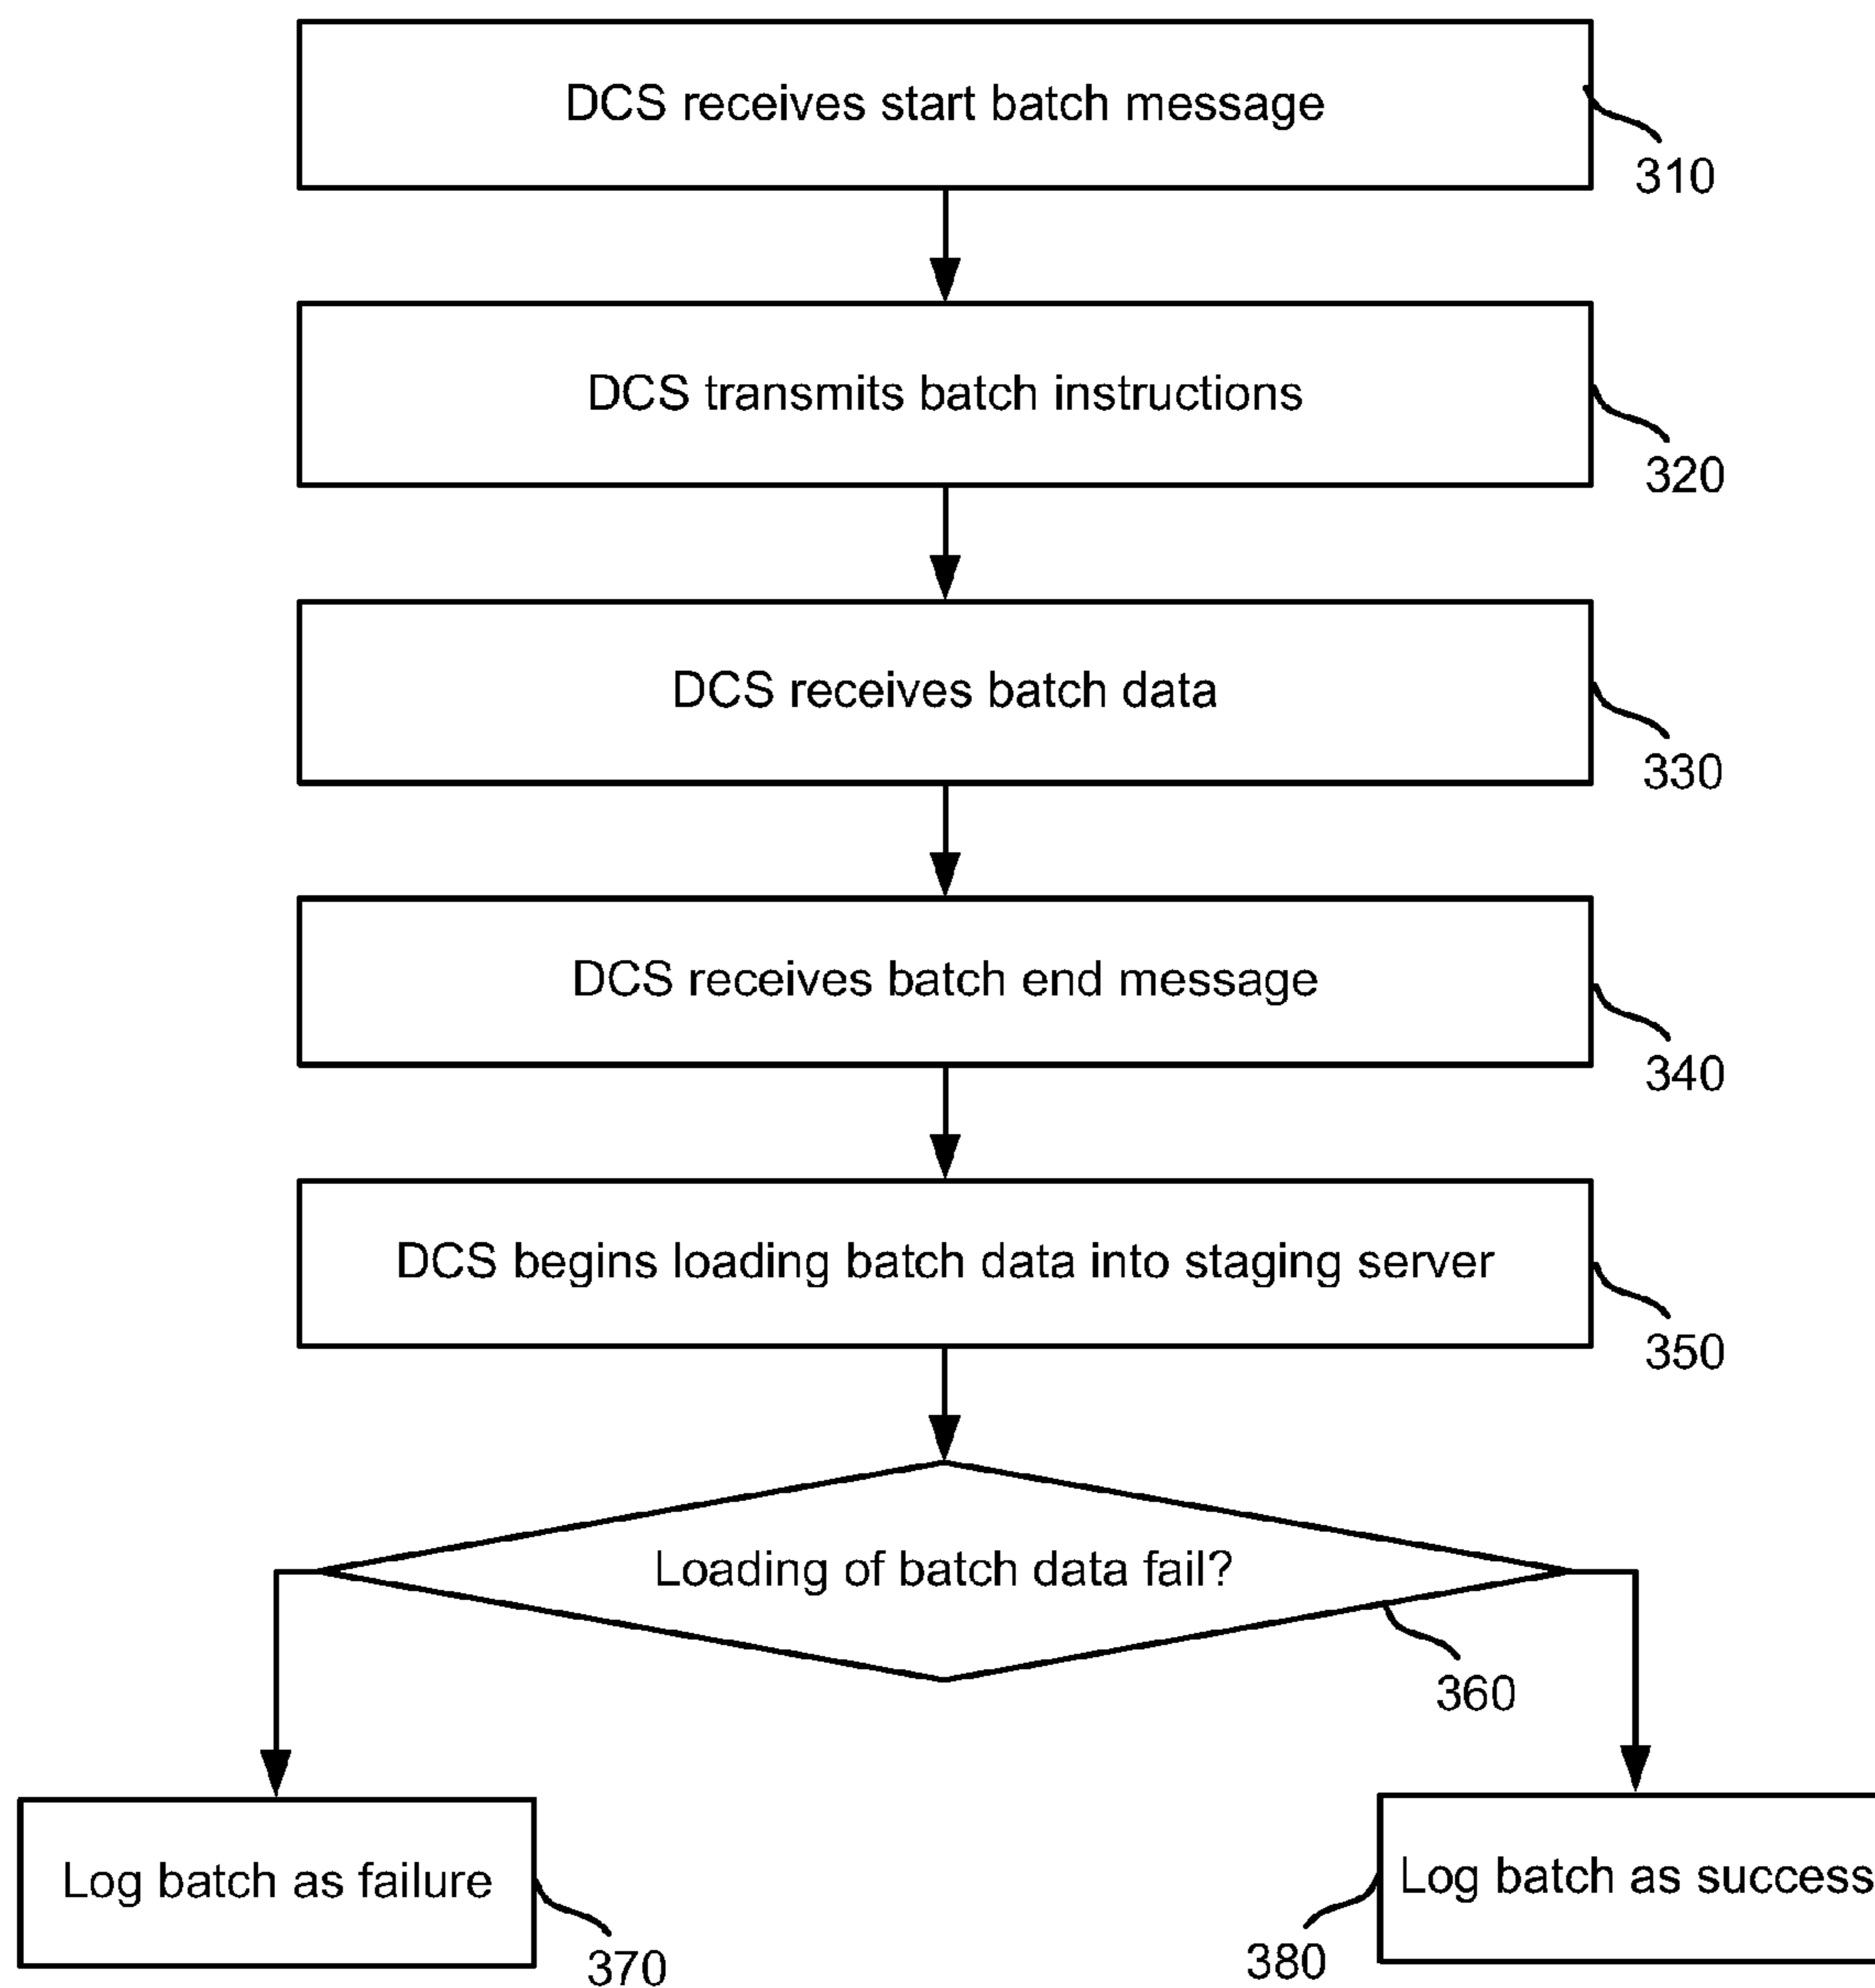 DCS receives start batch message
310
DCS transmits batch instructions
320
DCS receives batch data
330
DCS receives batch end message
340
DCS begins loading batch data into staging server
350
Loading of batch data fail?
360
Log batch as failure
370
Log batch as success
380